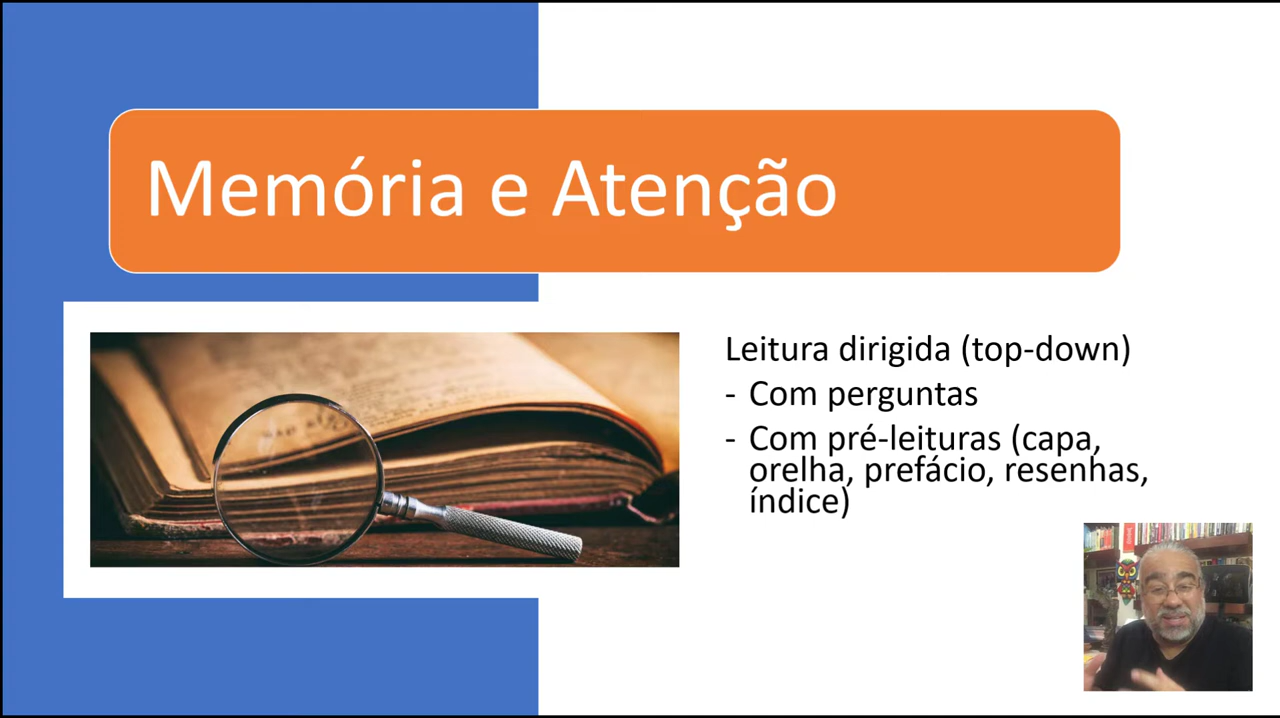 Memória e Atenção
Leitura dirigida (top-down)
- Com perguntas
- Com pré-leituras (capa,
orelha, prefácio, resenhas,
índice)